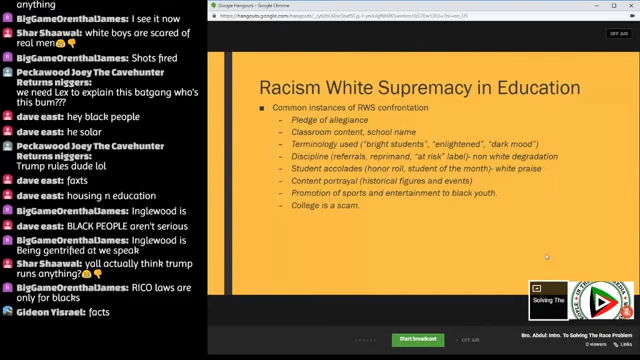 anything
BigGameOrenthalJames: I see it now
Shar Shaawal: white boys are scared of
real men
BigGameOrenthalJames: Shots fired
Peckawood Joey The Cavehunter
Returns niggers:
we need Lex to explain this batgang who's
this bum???
dave east: hey black people
dave east: he solar
Peckawood Joey The Cavehunter
Returns niggers:
Trump rules dude lol
dave east: faxts
dave east: housing n education
BigGameOrenthalJames: Inglewood is
dave east: BLACK PEOPLE aren't serious
BigGameOrenthalJames: Inglewood is
Being gentrified at we speak
Shar Shaawal: yall actually think trump
runs anything?
BigGameOrenthalJames: RICO laws are
only for blacks
Gideon Yisrael: facts
Google Hangouts - Google Chrome
OFF AIR
Racism White Supremacy in Education
■ Common instances of RWS confrontation
– Pledge of allegiance
– Classroom content, school name
– Terminology used ("bright students", "enlightened", "dark mood")
– Discipline (referrals, reprimand, "at risk" label)- non white degradation
– Student accolades (honor roll, student of the month)- white praise
– Content portrayal (historical figures and events)
– Promotion of sports and entertainment to black youth.
– College is a scam.
Solving The
Bro. Abdul: Intro. To Solving The Race Problem
0 viewers Links
Start broadcast
OFF AIR